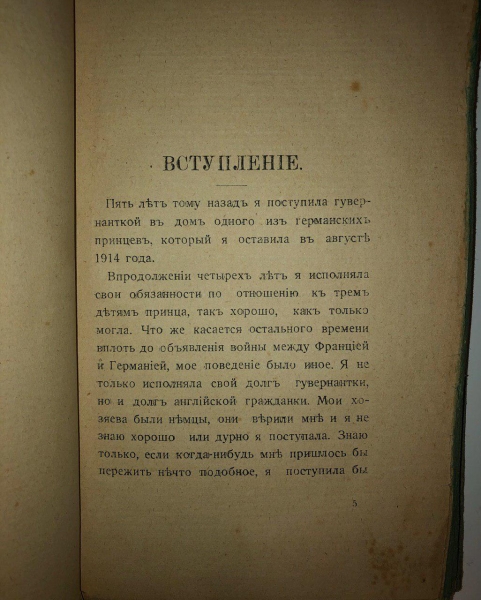 ВСТУПЛЕНІЕ.
Пять лѣтъ тому назадъ я поступила гувер-
нанткой въ домъ одного изъ германскихъ
принцевъ, который я оставила въ августѣ
1914 года.
Впродолженіи четырехъ лѣтъ я исполняла
свои обязанности по отношенію къ тремъ
дѣтямъ принца, такъ хорошо, какъ только
могла. Что же касается остального времени
вплоть до объявленія войны между Франціей
и Германіей, мое поведеніе было иное. Я не
только исполняла свой долгъ гувернантки,
но и долгъ англійской гражданки. Мои хо-
зяева были нѣмцы, они вѣрили мнѣ и я не
знаю хорошо или дурно я поступала. Знаю
только, если когда-нибудь мнѣ пришлось бы
пережить нѣчто подобное, я поступила бы
5